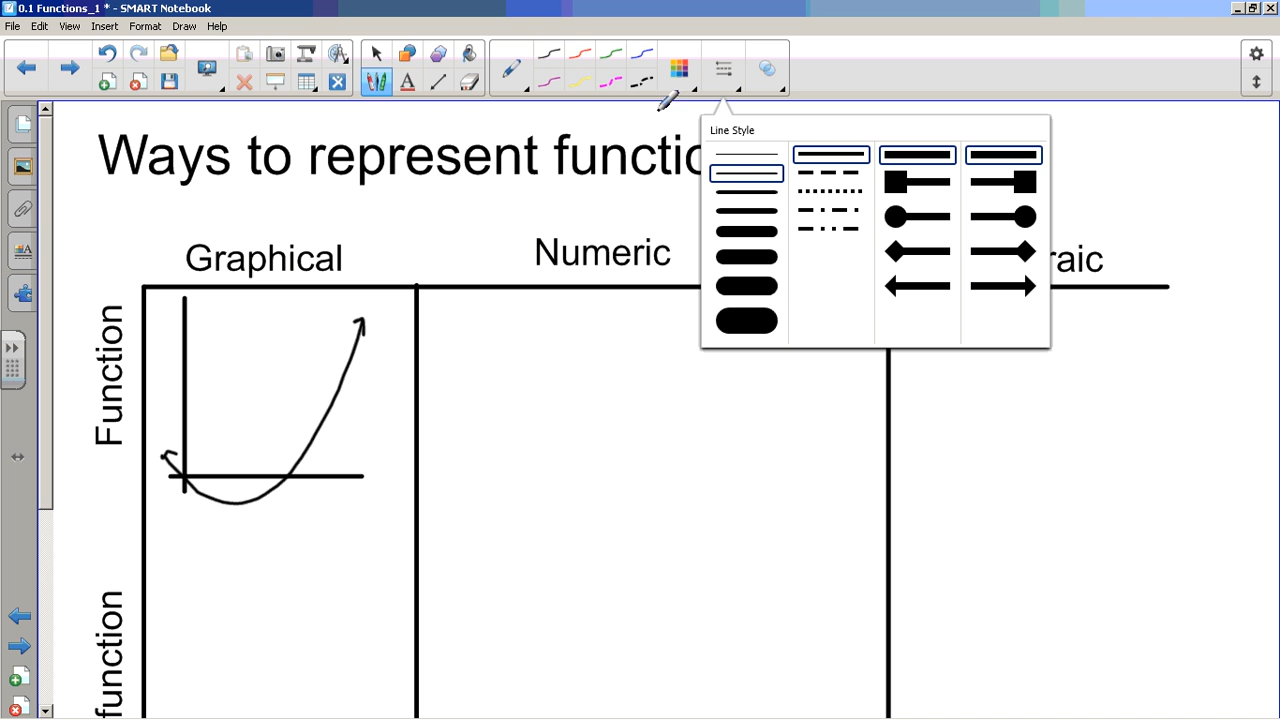 0.1 Functions_1 * - SMART Notebook
File Edit View Insert Format Draw Help
Line Style
Ways to represent functio
Graphical Numeric raic
Function
function